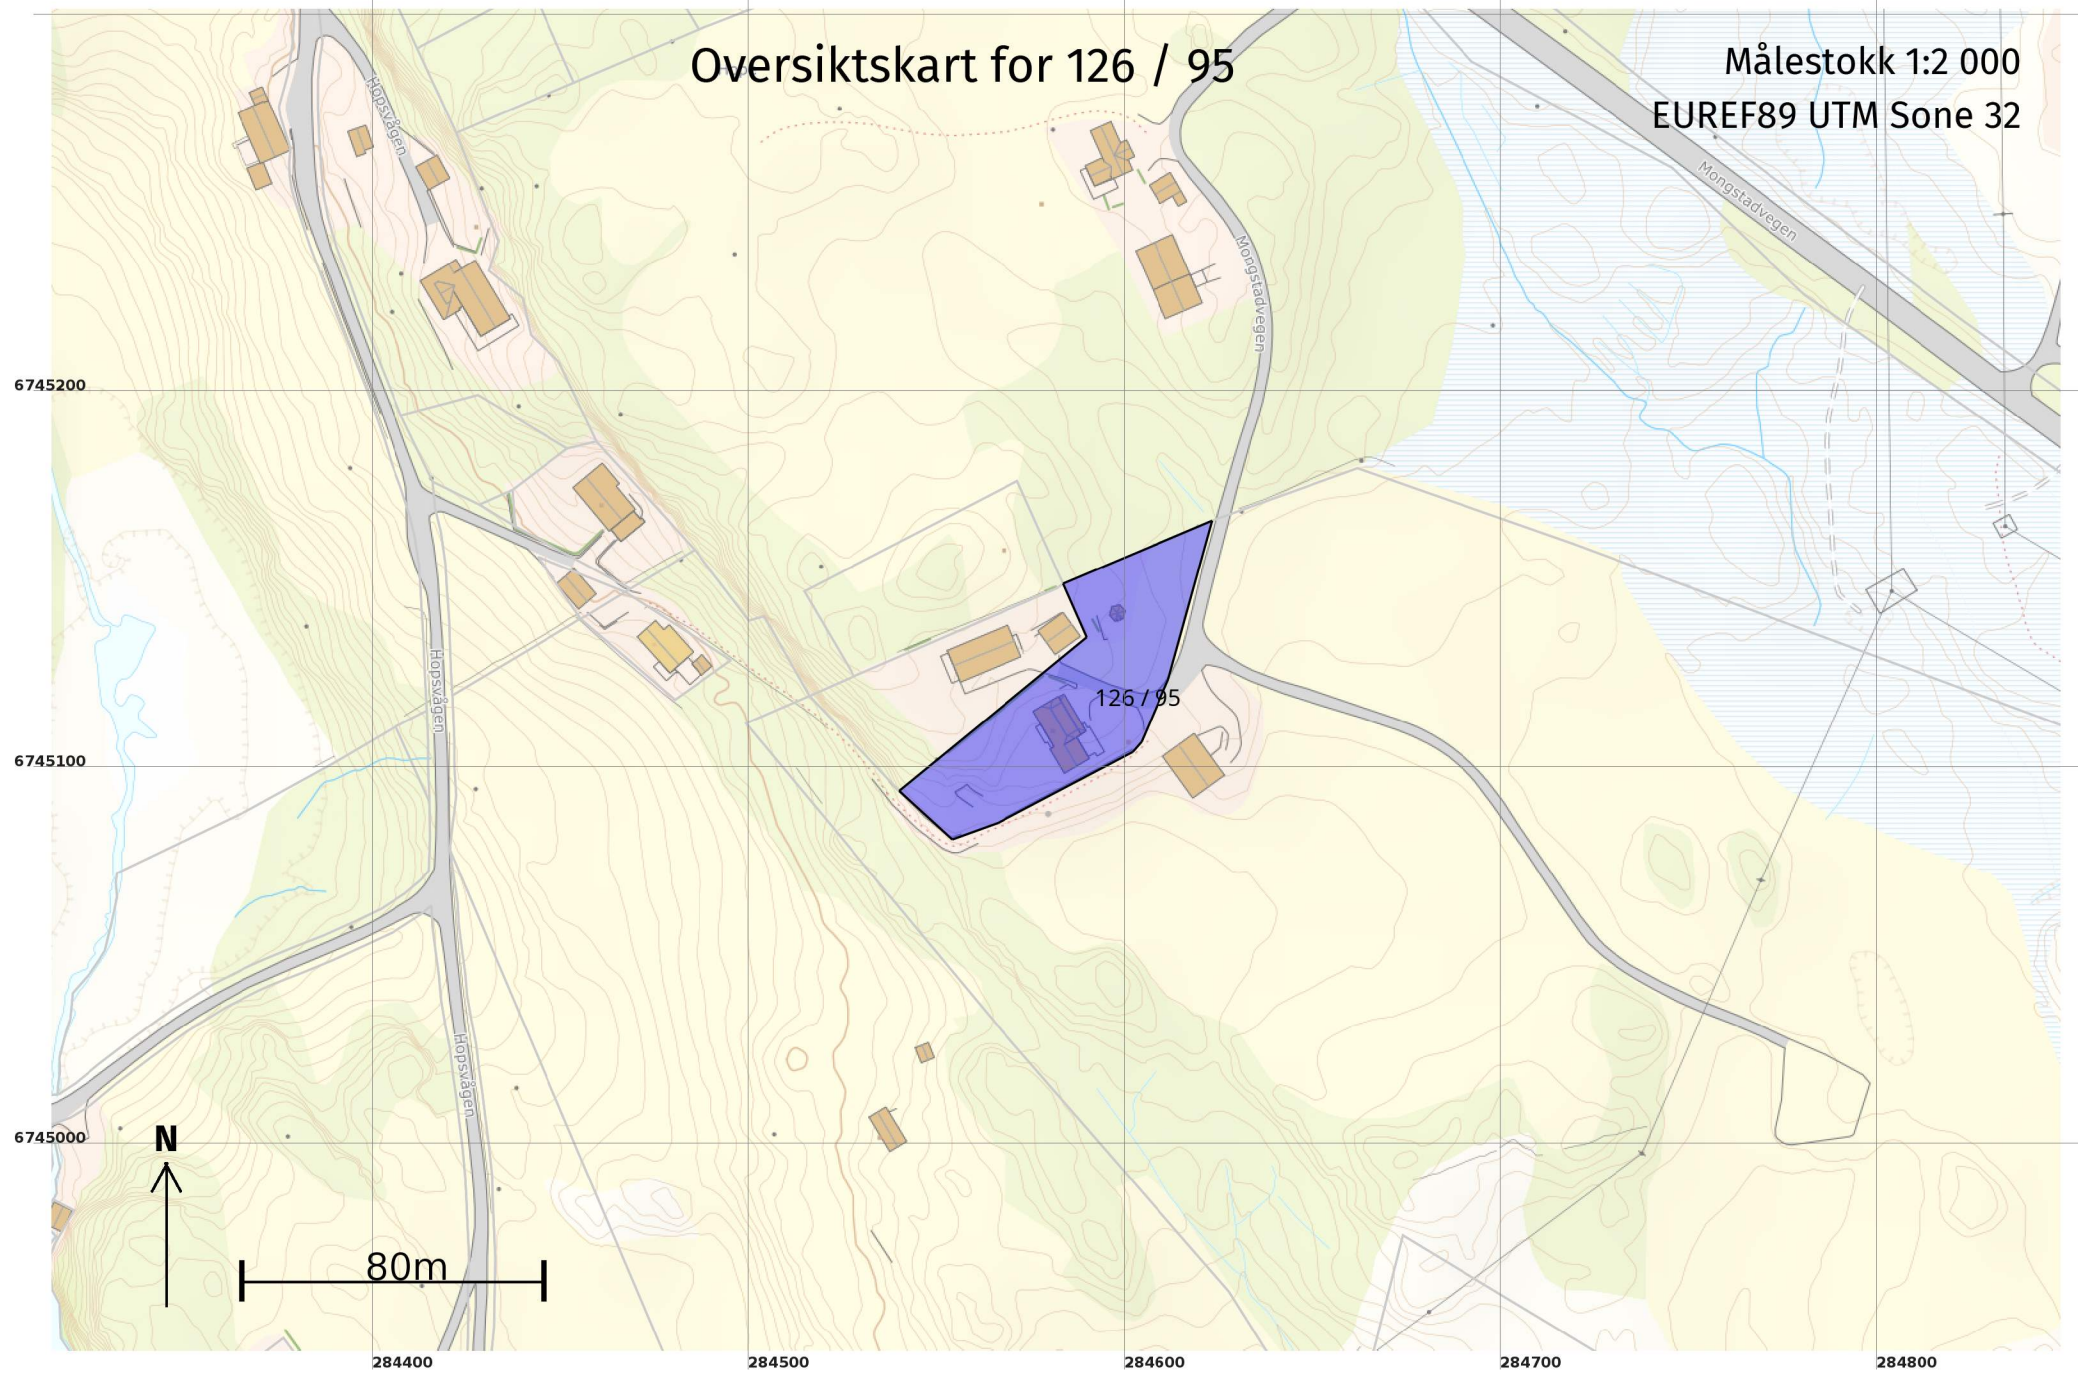 Oversiktskart for 126 / 95
Målestokk 1:2 000
EUREF89 UTM Sone 32
Hopsvågen
Mongstadvegen
Mongstadvegen
6745200
Hopsvågen
126 / 95
6745100
Hopsvågen
6745000
N
80m
284400
284500
284600
284700
284800